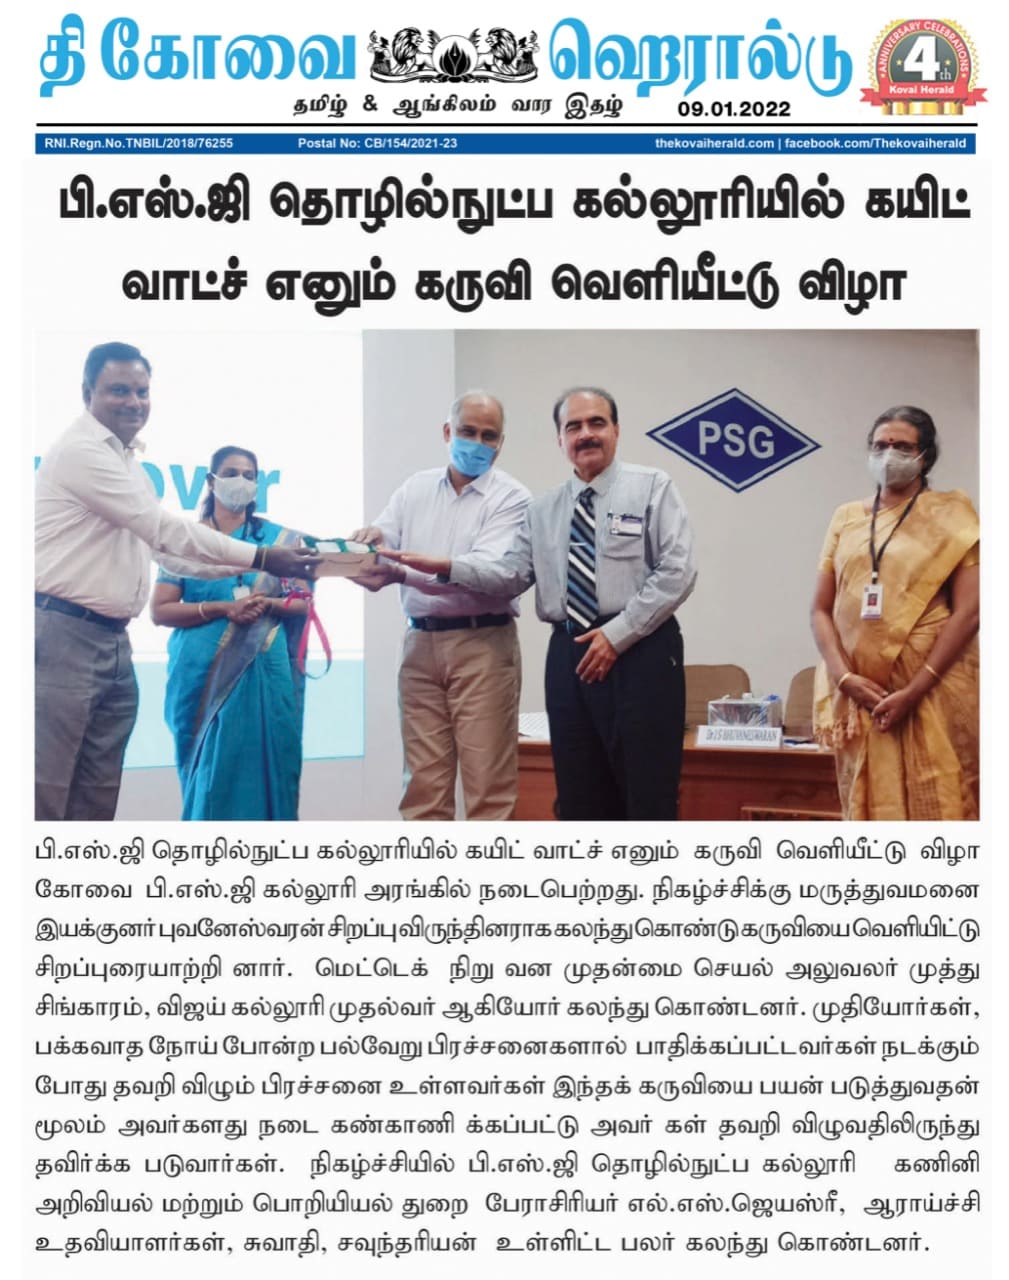 தி கோவை ஹெரால்டு
ANNIVERSARY CELEBRATIONS
4th
Kovai Herald
தமிழ் & ஆங்கிலம் வார இதழ் 09.01.2022
RNI.Regn.No.TNBIL/2018/76255 Postal No: CB/154/2021-23 thekovaiherald.com | facebook.com/Thekovaiherald
பி.எஸ்.ஜி தொழில்நுட்ப கல்லூரியில் கயிட்
வாட்ச் எனும் கருவி வெளியீட்டு விழா
PSG
பி.எஸ்.ஜி தொழில்நுட்ப கல்லூரியில் கயிட் வாட்ச் எனும் கருவி வெளியீட்டு விழா
கோவை பி.எஸ்.ஜி கல்லூரி அரங்கில் நடைபெற்றது. நிகழ்ச்சிக்கு மருத்துவமனை
இயக்குனர் புவனேஸ்வரன் சிறப்பு விருந்தினராக கலந்து கொண்டு கருவியை வெளியிட்டு
சிறப்புரையாற்றி னார். மெட்டெக் நிறு வன முதன்மை செயல் அலுவலர் முத்து
சிங்காரம், விஜய் கல்லூரி முதல்வர் ஆகியோர் கலந்து கொண்டனர். முதியோர்கள்,
பக்கவாத நோய் போன்ற பல்வேறு பிரச்சனைகளால் பாதிக்கப்பட்டவர்கள் நடக்கும்
போது தவறி விழும் பிரச்சனை உள்ளவர்கள் இந்தக் கருவியை பயன் படுத்துவதன்
மூலம் அவர்களது நடை கண்காணி க்கப்பட்டு அவர் கள் தவறி விழுவதிலிருந்து
தவிர்க்க படுவார்கள். நிகழ்ச்சியில் பி.எஸ்.ஜி தொழில்நுட்ப கல்லூரி கணினி
அறிவியல் மற்றும் பொறியியல் துறை பேராசிரியர் எல்.எஸ்.ஜெயஸ்ரீ, ஆராய்ச்சி
உதவியாளர்கள், சுவாதி, சவுந்தரியன் உள்ளிட்ட பலர் கலந்து கொண்டனர்.